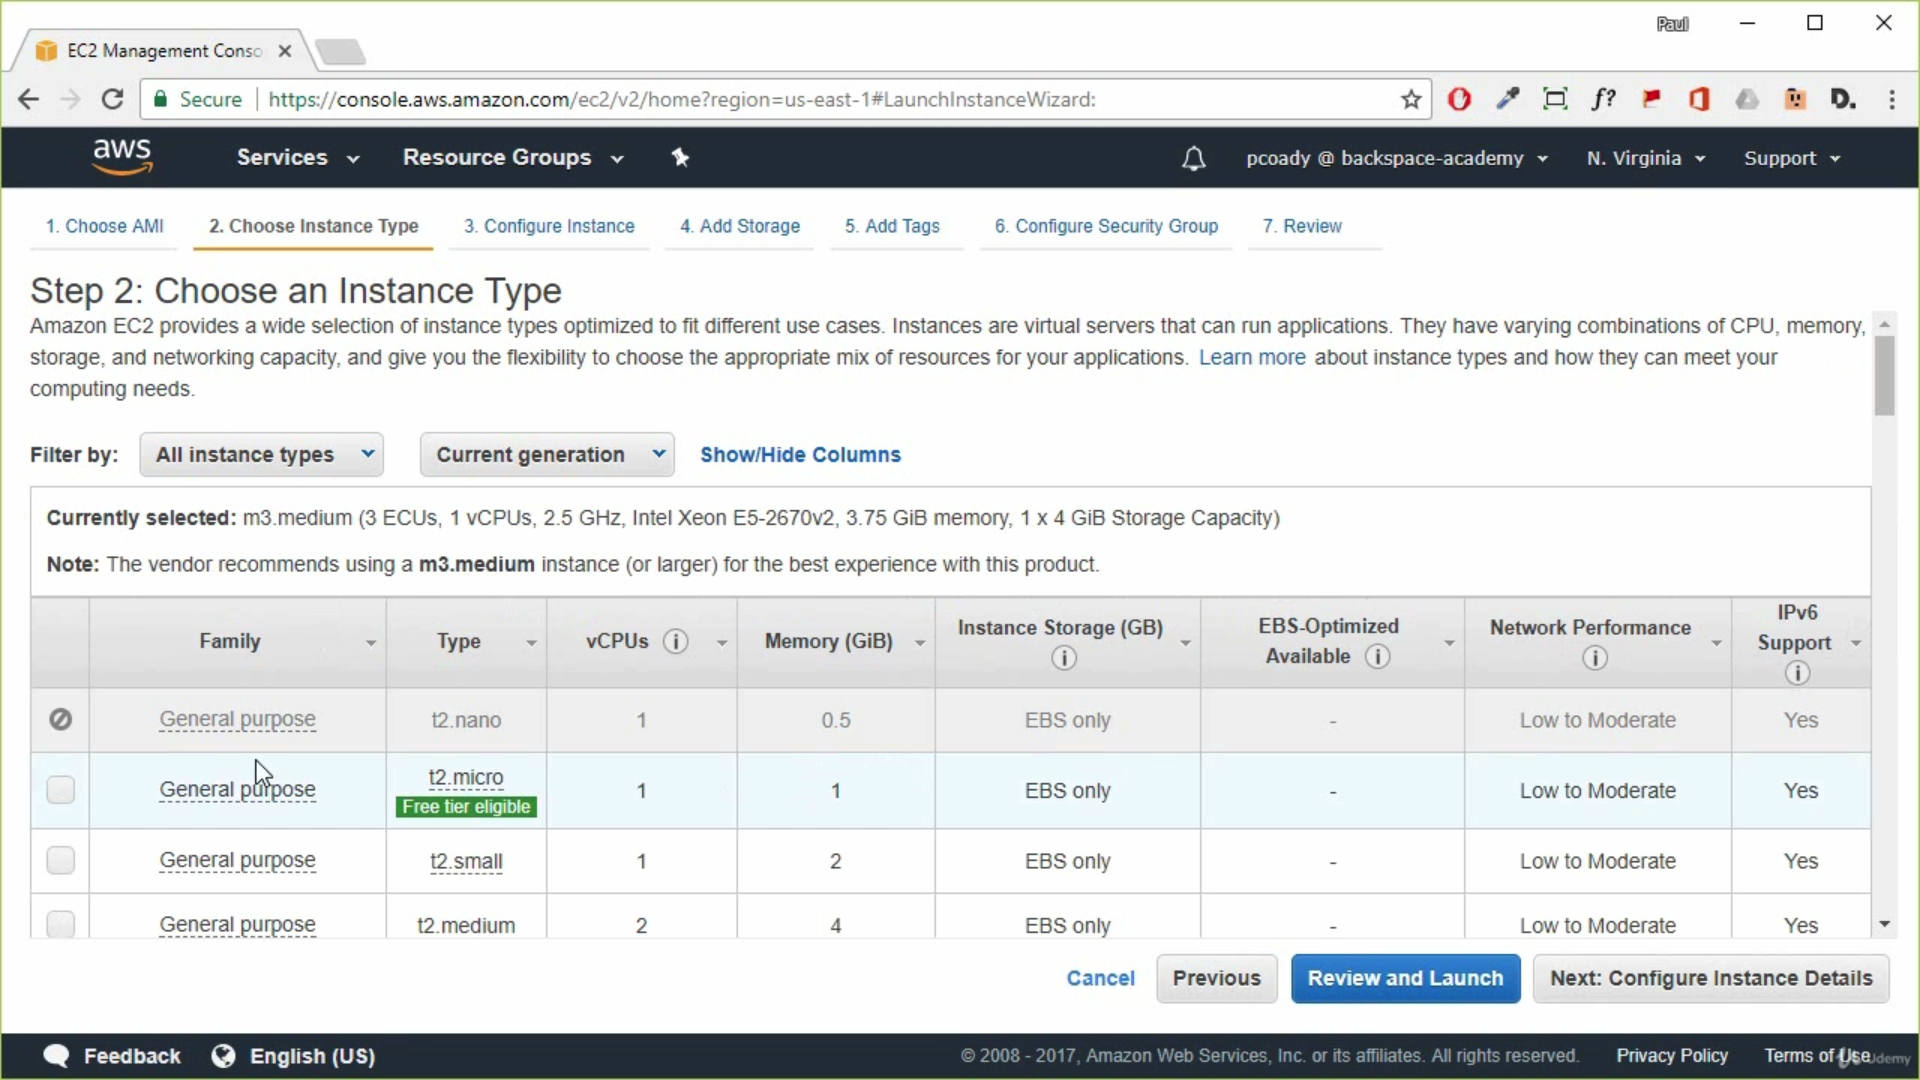 Paul
EC2 Management Conso
Secure https://console.aws.amazon.com/ec2/v2/home?region=us-east-1#LaunchInstanceWizard:
f? D.
aws Services Resource Groups pcoady @ backspace-academy N. Virginia Support
1. Choose AMI 2. Choose Instance Type 3. Configure Instance 4. Add Storage 5. Add Tags 6. Configure Security Group 7. Review
Step 2: Choose an Instance Type
Amazon EC2 provides a wide selection of instance types optimized to fit different use cases. Instances are virtual servers that can run applications. They have varying combinations of CPU, memory,
storage, and networking capacity, and give you the flexibility to choose the appropriate mix of resources for your applications. Learn more about instance types and how they can meet your
computing needs.
Filter by: All instance types Current generation Show/Hide Columns
Currently selected: m3.medium (3 ECUs, 1 vCPUs, 2.5 GHz, Intel Xeon E5-2670v2, 3.75 GiB memory, 1 x 4 GiB Storage Capacity)
Note: The vendor recommends using a m3.medium instance (or larger) for the best experience with this product.
Family Type vCPUs i Memory (GiB) Instance Storage (GB) i EBS-Optimized Available i Network Performance i IPv6 Support i
General purpose t2.nano 1 0.5 EBS only - Low to Moderate Yes
General purpose t2.micro Free tier eligible 1 1 EBS only - Low to Moderate Yes
General purpose t2.small 1 2 EBS only - Low to Moderate Yes
General purpose t2.medium 2 4 EBS only - Low to Moderate Yes
Cancel Previous Review and Launch Next: Configure Instance Details
Feedback English (US) © 2008 - 2017, Amazon Web Services, Inc. or its affiliates. All rights reserved. Privacy Policy Terms of Use
Udemy